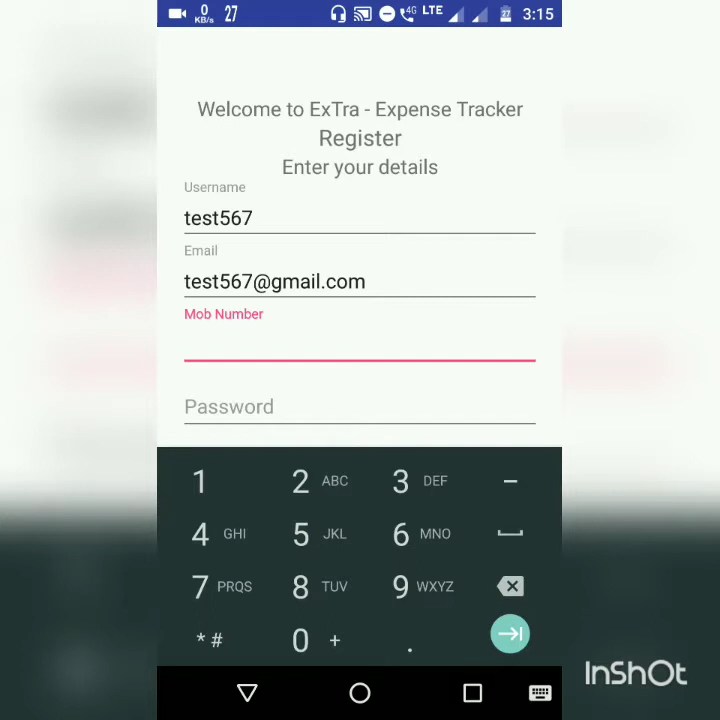 0 KB/s 27 4G LTE 27 3:15
Welcome to ExTra - Expense Tracker
Register
Enter your details
Username
test567
Email
test567@gmail.com
Mob Number
Password
1 2 ABC 3 DEF -
4 GHI 5 JKL 6 MNO
7 PRQS 8 TUV 9 WXYZ
* # 0 + .
InShOt